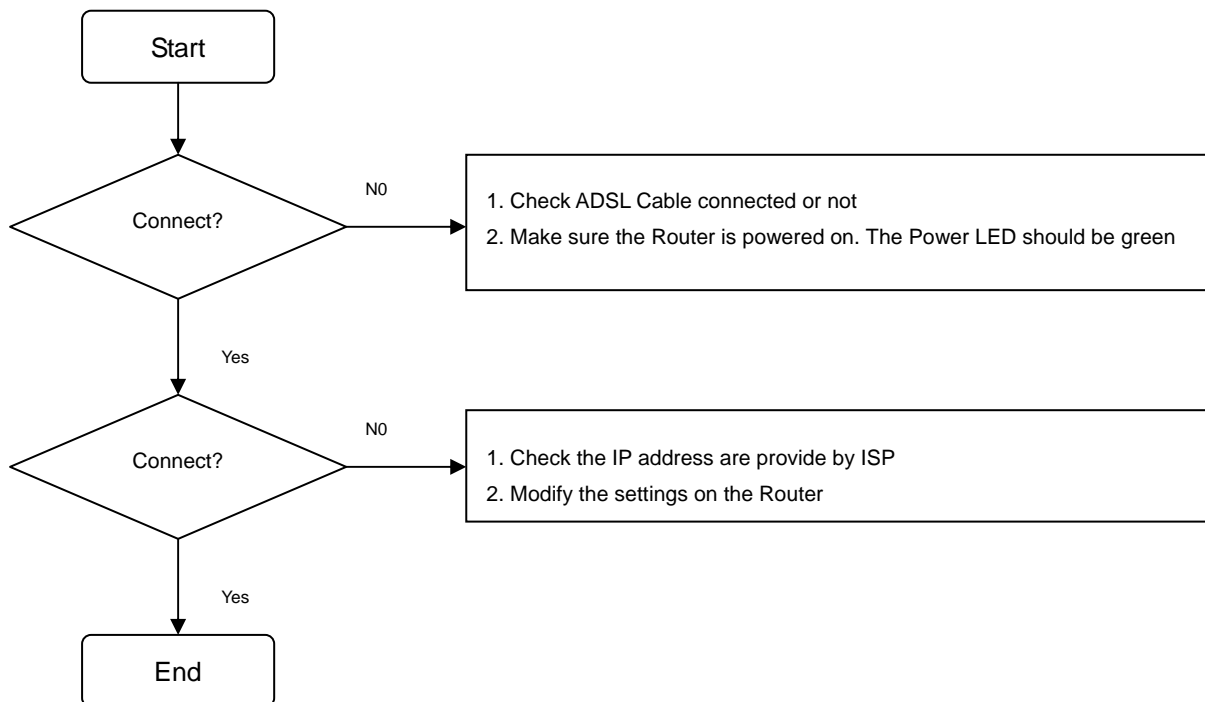 Start
Connect?
N0
1. Check ADSL Cable connected or not
2. Make sure the Router is powered on. The Power LED should be green
Yes
Connect?
N0
1. Check the IP address are provide by ISP
2. Modify the settings on the Router
Yes
End